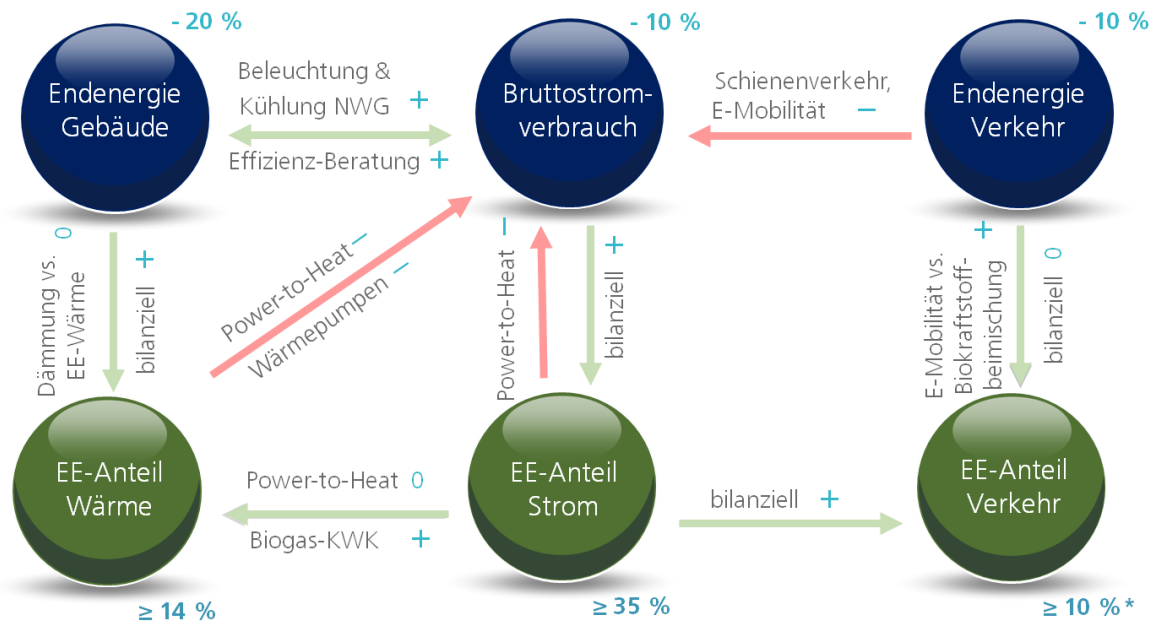 - 20 %
- 10 %
- 10 %
Endenergie
Gebäude
Beleuchtung &
Kühlung NWG +
Effizienz-Beratung +
Bruttostrom-
verbrauch
Schienenverkehr,
E-Mobilität −
Endenergie
Verkehr
Dämmung vs. 0
EE-Wärme
bilanziell +
Power-to-Heat −
Wärmepumpen −
Power-to-Heat −
bilanziell +
E-Mobilität vs. +
Biokraftstoff-
beimischung
bilanziell 0
EE-Anteil
Wärme
Power-to-Heat 0
Biogas-KWK +
EE-Anteil
Strom
bilanziell +
EE-Anteil
Verkehr
≥ 14 %
≥ 35 %
≥ 10 % *